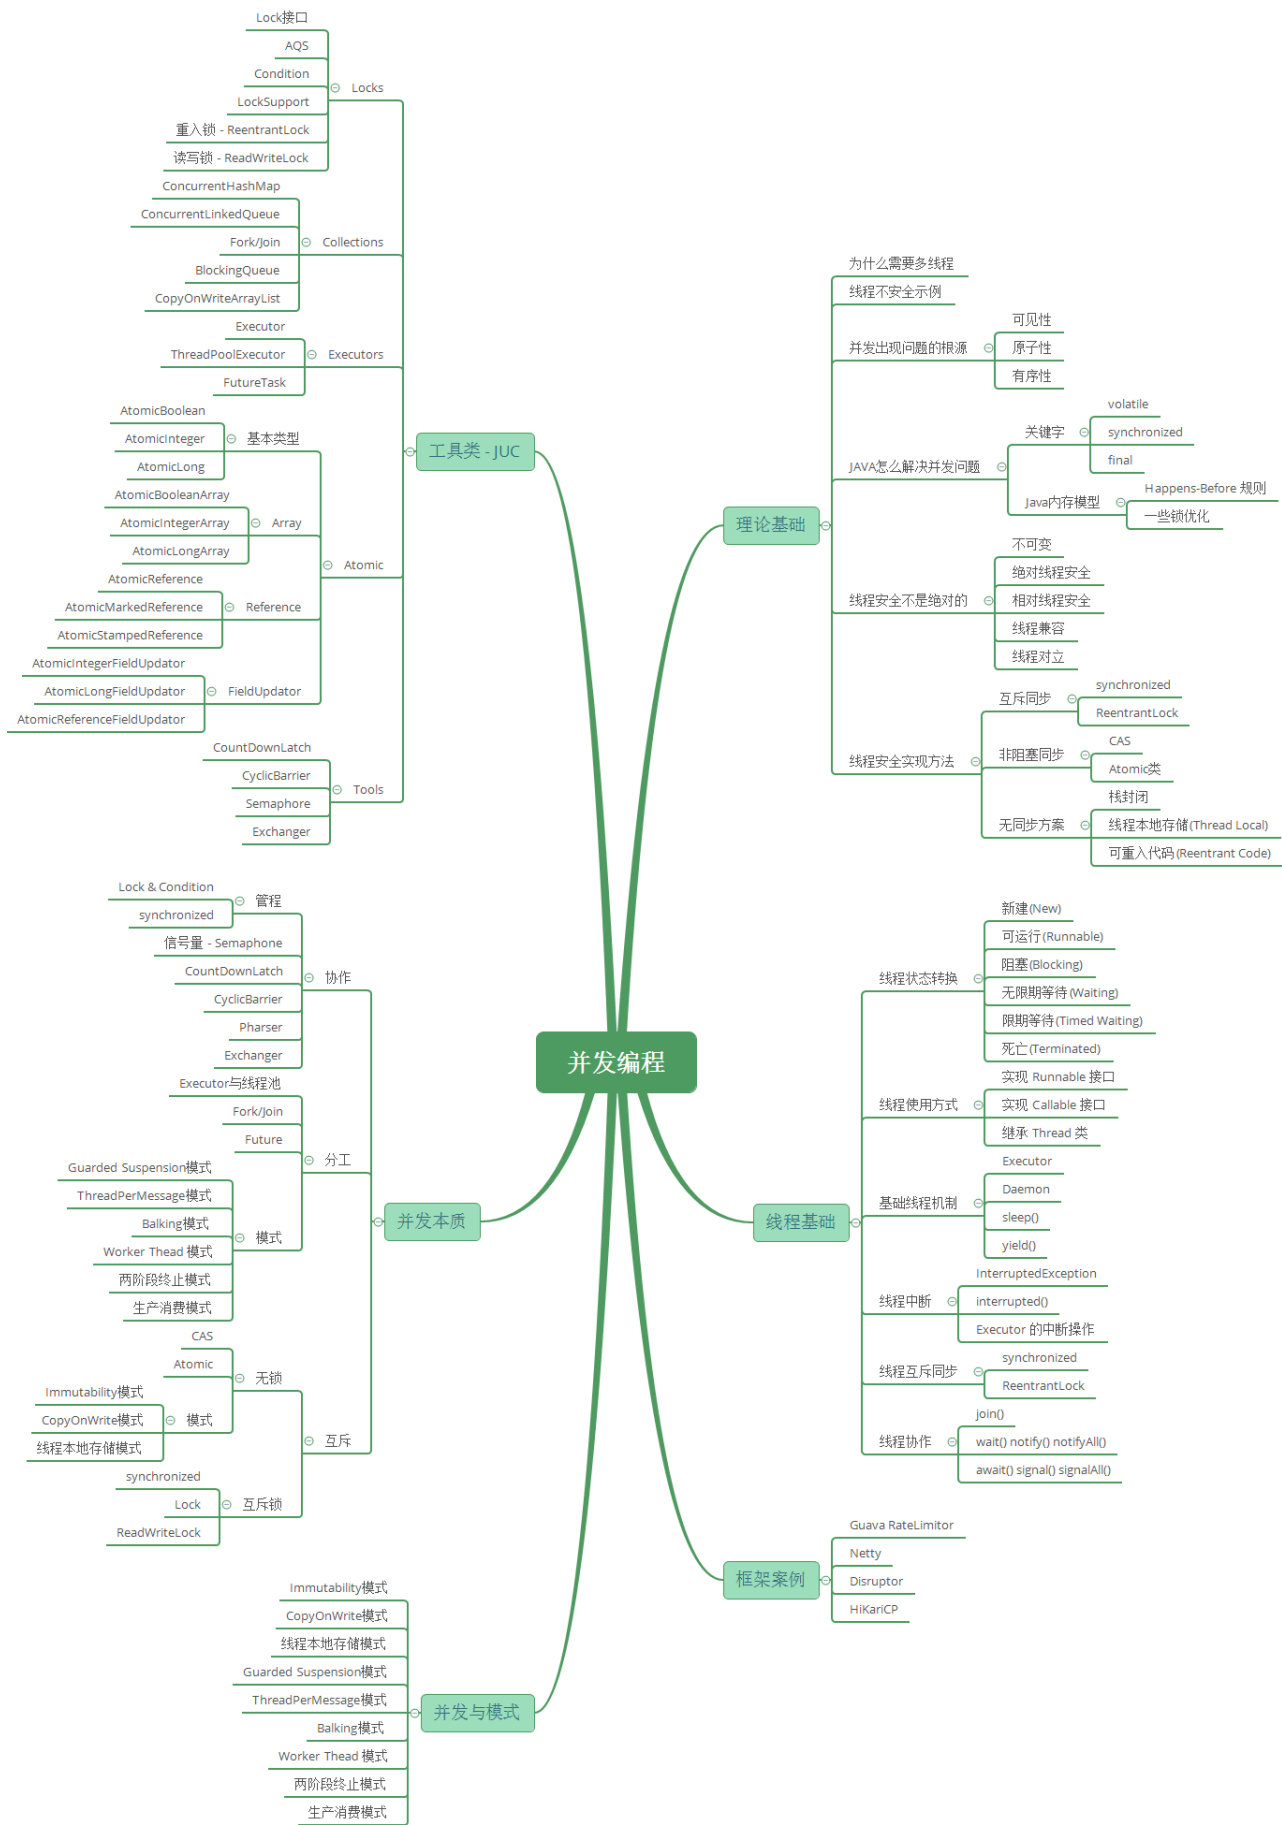 并发编程
理论基础
为什么需要多线程
线程不安全示例
并发出现问题的根源
可见性
原子性
有序性
JAVA怎么解决并发问题
关键字
volatile
synchronized
final
Java内存模型
Happens-Before 规则
一些锁优化
线程安全不是绝对的
不可变
绝对线程安全
相对线程安全
线程兼容
线程对立
线程安全实现方法
互斥同步
synchronized
ReentrantLock
非阻塞同步
CAS
Atomic类
无同步方案
栈封闭
线程本地存储(Thread Local)
可重入代码(Reentrant Code)
线程基础
线程状态转换
新建(New)
可运行(Runnable)
阻塞(Blocking)
无限期等待(Waiting)
限期等待(Timed Waiting)
死亡(Terminated)
线程使用方式
实现 Runnable 接口
实现 Callable 接口
继承 Thread 类
基础线程机制
Executor
Daemon
sleep()
yield()
线程中断
InterruptedException
interrupted()
Executor 的中断操作
线程互斥同步
synchronized
ReentrantLock
线程协作
join()
wait() notify() notifyAll()
await() signal() signalAll()
框架案例
Guava RateLimitor
Netty
Disruptor
HiKariCP
工具类 - JUC
Locks
Lock接口
AQS
Condition
LockSupport
重入锁 - ReentrantLock
读写锁 - ReadWriteLock
Collections
ConcurrentHashMap
ConcurrentLinkedQueue
Fork/Join
BlockingQueue
CopyOnWriteArrayList
Executors
Executor
ThreadPoolExecutor
FutureTask
Atomic
基本类型
AtomicBoolean
AtomicInteger
AtomicLong
Array
AtomicBooleanArray
AtomicIntegerArray
AtomicLongArray
Reference
AtomicReference
AtomicMarkedReference
AtomicStampedReference
FieldUpdator
AtomicIntegerFieldUpdator
AtomicLongFieldUpdator
AtomicReferenceFieldUpdator
Tools
CountDownLatch
CyclicBarrier
Semaphore
Exchanger
并发本质
协作
管程
Lock & Condition
synchronized
信号量 - Semaphone
CountDownLatch
CyclicBarrier
Pharser
Exchanger
分工
Executor与线程池
Fork/Join
Future
模式
Guarded Suspension模式
ThreadPerMessage模式
Balking模式
Worker Thead 模式
两阶段终止模式
生产消费模式
互斥
无锁
CAS
Atomic
模式
Immutability模式
CopyOnWrite模式
线程本地存储模式
互斥锁
synchronized
Lock
ReadWriteLock
并发与模式
Immutability模式
CopyOnWrite模式
线程本地存储模式
Guarded Suspension模式
ThreadPerMessage模式
Balking模式
Worker Thead 模式
两阶段终止模式
生产消费模式